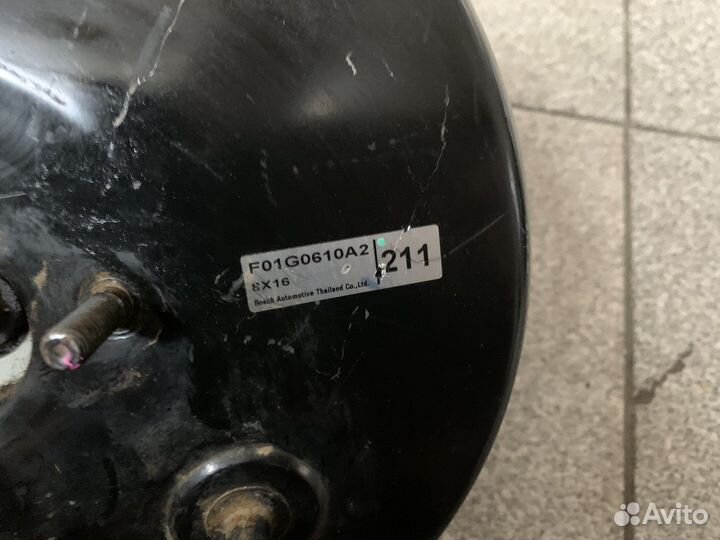 F01G0610A2
211
8X16
Bosch Automotive Thailand Co.,Ltd.
Avito